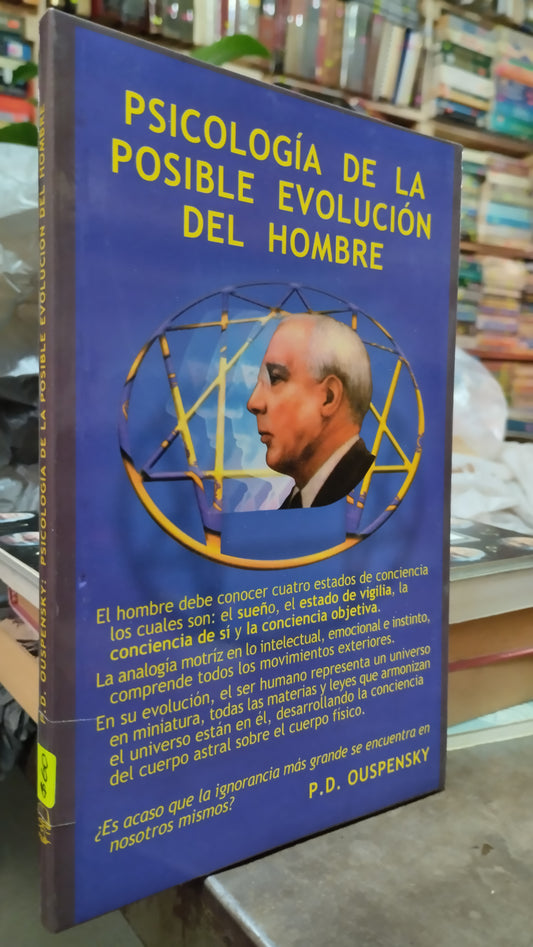 PSICOLOGÍA DE LA
POSIBLE EVOLUCIÓN
DEL HOMBRE
El hombre debe conocer cuatro estados de conciencia
los cuales son: el sueño, el estado de vigilia, la
conciencia de sí y la conciencia objetiva.
La analogia motríz en lo intelectual, emocional e instinto,
comprende todos los movimientos exteriores.
En su evolución, el ser humano representa un universo
en miniatura, todas las materias y leyes que armonizan
el universo están en él, desarrollando la conciencia
del cuerpo astral sobre el cuerpo físico.
¿Es acaso que la ignorancia más grande se encuentra en
nosotros mismos?
P.D. OUSPENSKY
P.D. OUSPENSKY: PSICOLOGÍA DE LA POSIBLE EVOLUCIÓN DEL HOMBRE